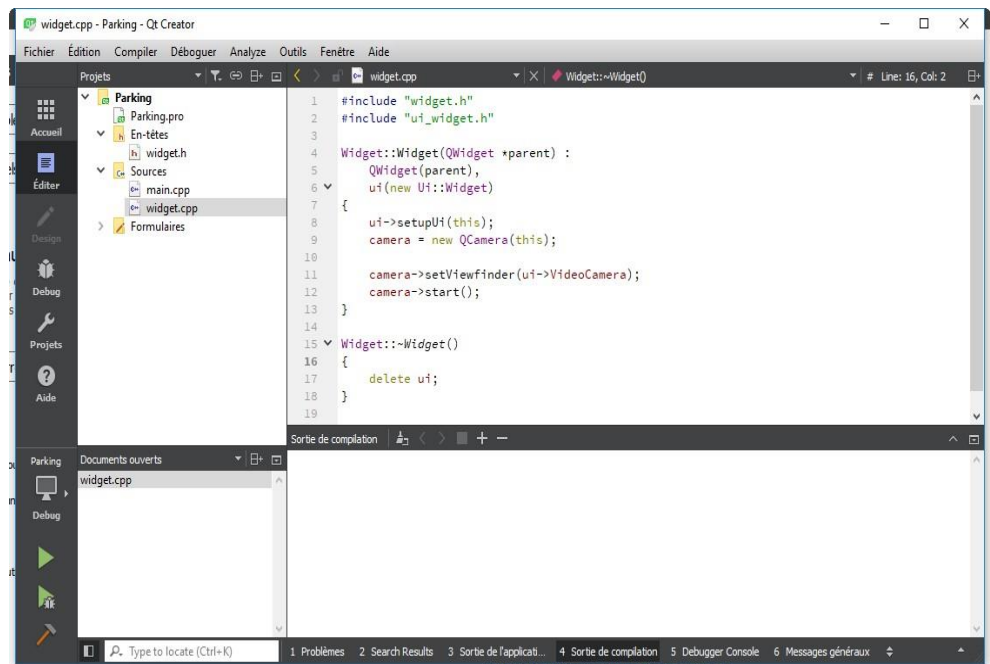 widget.cpp - Parking - Qt Creator
Fichier Édition Compiler Déboguer Analyze Outils Fenêtre Aide
Projets
widget.cpp
Widget::~Widget()
# Line: 16, Col: 2
Accueil
Éditer
Design
Debug
Projets
Aide
Parking
Debug
Parking
Parking.pro
En-têtes
widget.h
Sources
main.cpp
widget.cpp
Formulaires
1 #include "widget.h"
2 #include "ui_widget.h"
3
4 Widget::Widget(QWidget *parent) :
5 QWidget(parent),
6 ui(new Ui::Widget)
7 {
8 ui->setupUi(this);
9 camera = new QCamera(this);
10
11 camera->setViewfinder(ui->VideoCamera);
12 camera->start();
13 }
14
15 Widget::~Widget()
16 {
17 delete ui;
18 }
19
Sortie de compilation
Documents ouverts
widget.cpp
Type to locate (Ctrl+K)
1 Problèmes 2 Search Results 3 Sortie de l'applicati... 4 Sortie de compilation 5 Debugger Console 6 Messages généraux